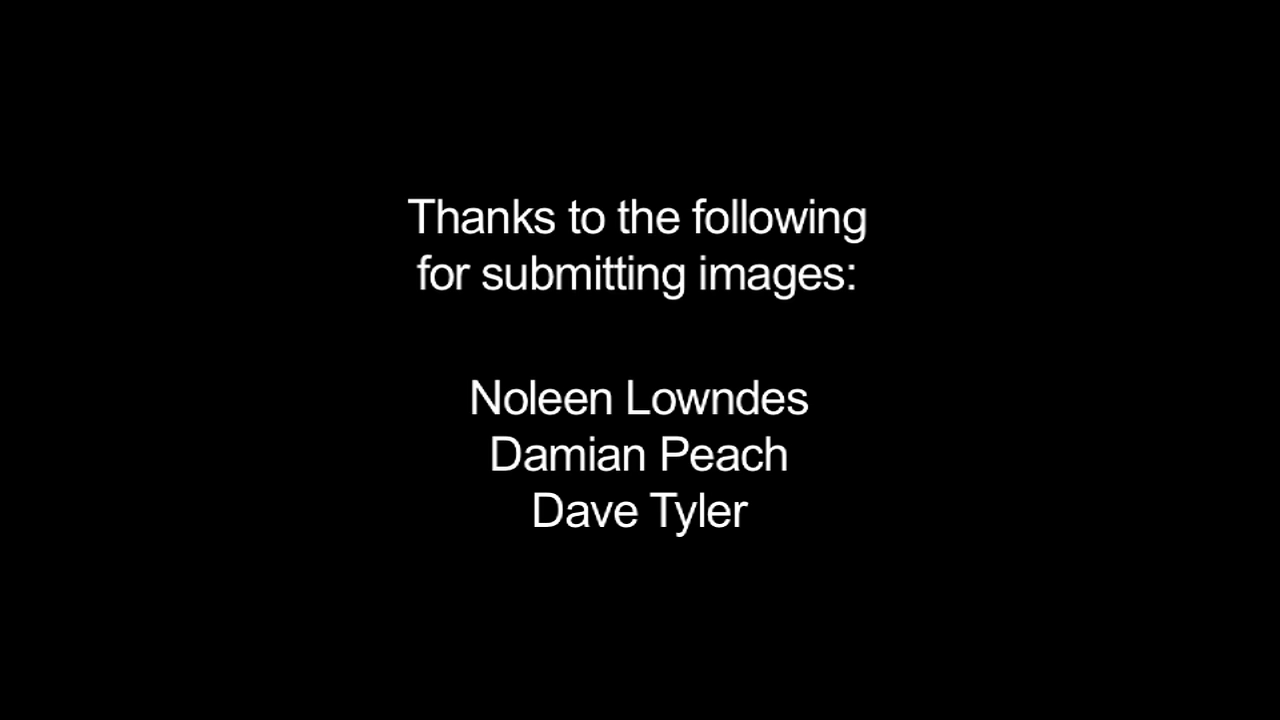 Thanks to the following
for submitting images:
Noleen Lowndes
Damian Peach
Dave Tyler